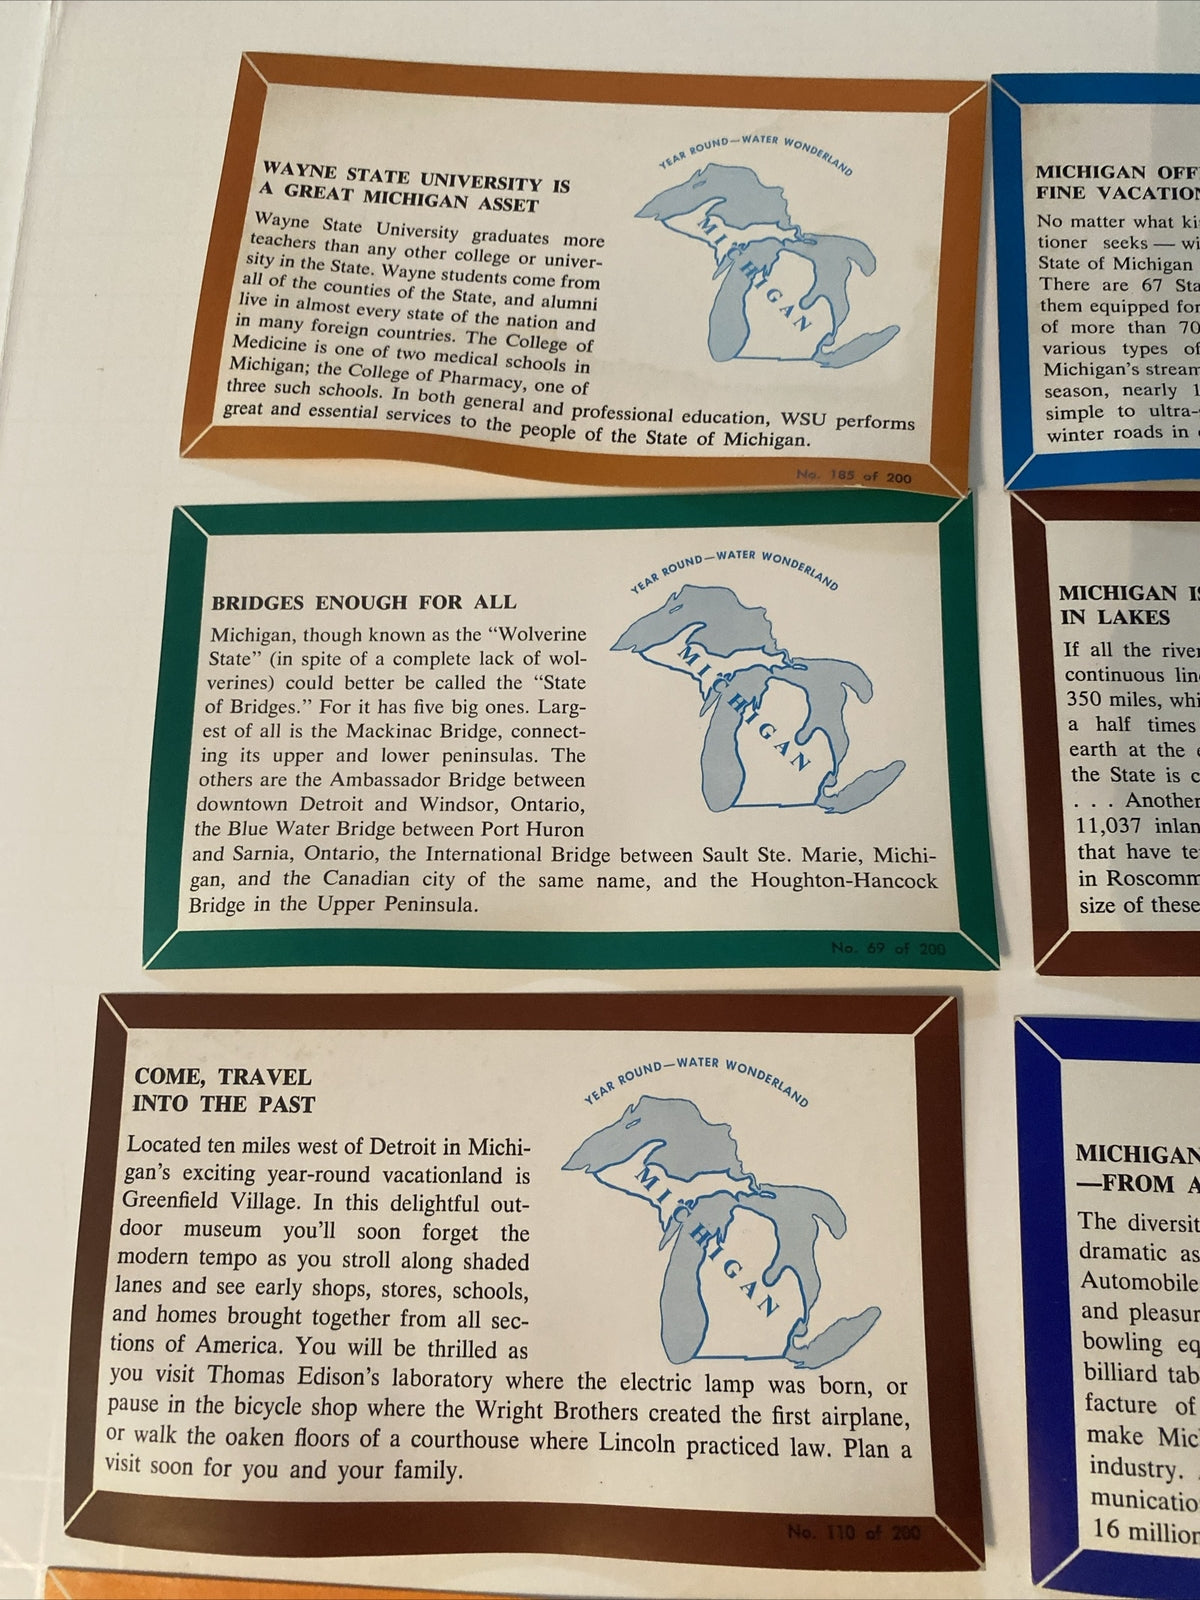 YEAR ROUND—WATER WONDERLAND
MICHIGAN
WAYNE STATE UNIVERSITY IS
A GREAT MICHIGAN ASSET
Wayne State University graduates more
teachers than any other college or univer-
sity in the State. Wayne students come from
all of the counties of the State, and alumni
live in almost every state of the nation and
in many foreign countries. The College of
Medicine is one of two medical schools in
Michigan; the College of Pharmacy, one of
three such schools. In both general and professional education, WSU performs
great and essential services to the people of the State of Michigan.
No. 185 of 200
MICHIGAN OFF
FINE VACATION
No matter what ki
tioner seeks — wi
State of Michigan
There are 67 Sta
them equipped for
of more than 70
various types of
Michigan's stream
season, nearly 1
simple to ultra-
winter roads in
YEAR ROUND—WATER WONDERLAND
MICHIGAN
BRIDGES ENOUGH FOR ALL
Michigan, though known as the “Wolverine
State” (in spite of a complete lack of wol-
verines) could better be called the “State
of Bridges.” For it has five big ones. Larg-
est of all is the Mackinac Bridge, connect-
ing its upper and lower peninsulas. The
others are the Ambassador Bridge between
downtown Detroit and Windsor, Ontario,
the Blue Water Bridge between Port Huron
and Sarnia, Ontario, the International Bridge between Sault Ste. Marie, Michi-
gan, and the Canadian city of the same name, and the Houghton-Hancock
Bridge in the Upper Peninsula.
No. 69 of 200
MICHIGAN IS
IN LAKES
If all the river
continuous line
350 miles, whi
a half times
earth at the
the State is c
. . . Another
11,037 inlan
that have te
in Roscomm
size of these
YEAR ROUND—WATER WONDERLAND
MICHIGAN
COME, TRAVEL
INTO THE PAST
Located ten miles west of Detroit in Michi-
gan's exciting year-round vacationland is
Greenfield Village. In this delightful out-
door museum you'll soon forget the
modern tempo as you stroll along shaded
lanes and see early shops, stores, schools,
and homes brought together from all sec-
tions of America. You will be thrilled as
you visit Thomas Edison's laboratory where the electric lamp was born, or
pause in the bicycle shop where the Wright Brothers created the first airplane,
or walk the oaken floors of a courthouse where Lincoln practiced law. Plan a
visit soon for you and your family.
No. 110 of 200
MICHIGAN
—FROM A
The diversit
dramatic as
Automobile
and pleasur
bowling eq
billiard tab
facture of
make Mic
industry.
municatio
16 million